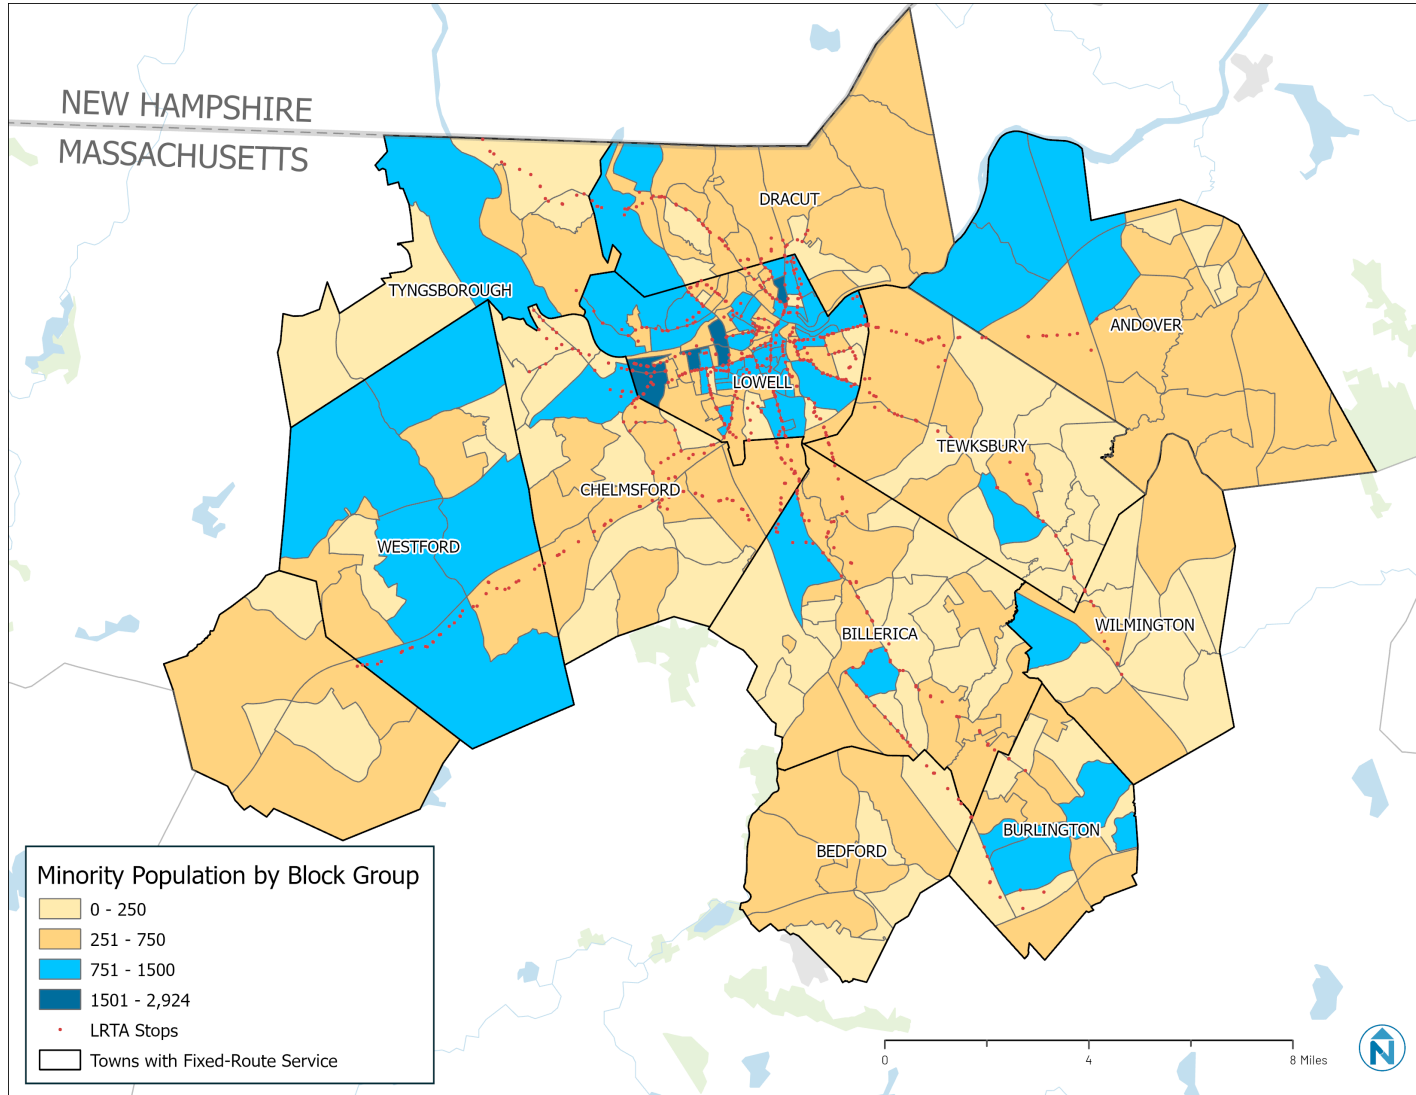 NEW HAMPSHIRE
MASSACHUSETTS
DRACUT
TYNGSBOROUGH
ANDOVER
LOWELL
TEWKSBURY
CHELMSFORD
WESTFORD
WILMINGTON
BILLERICA
BURLINGTON
BEDFORD
Minority Population by Block Group
0 - 250
251 - 750
751 - 1500
1501 - 2,924
LRTA Stops
Towns with Fixed-Route Service
0 4 8 Miles
N